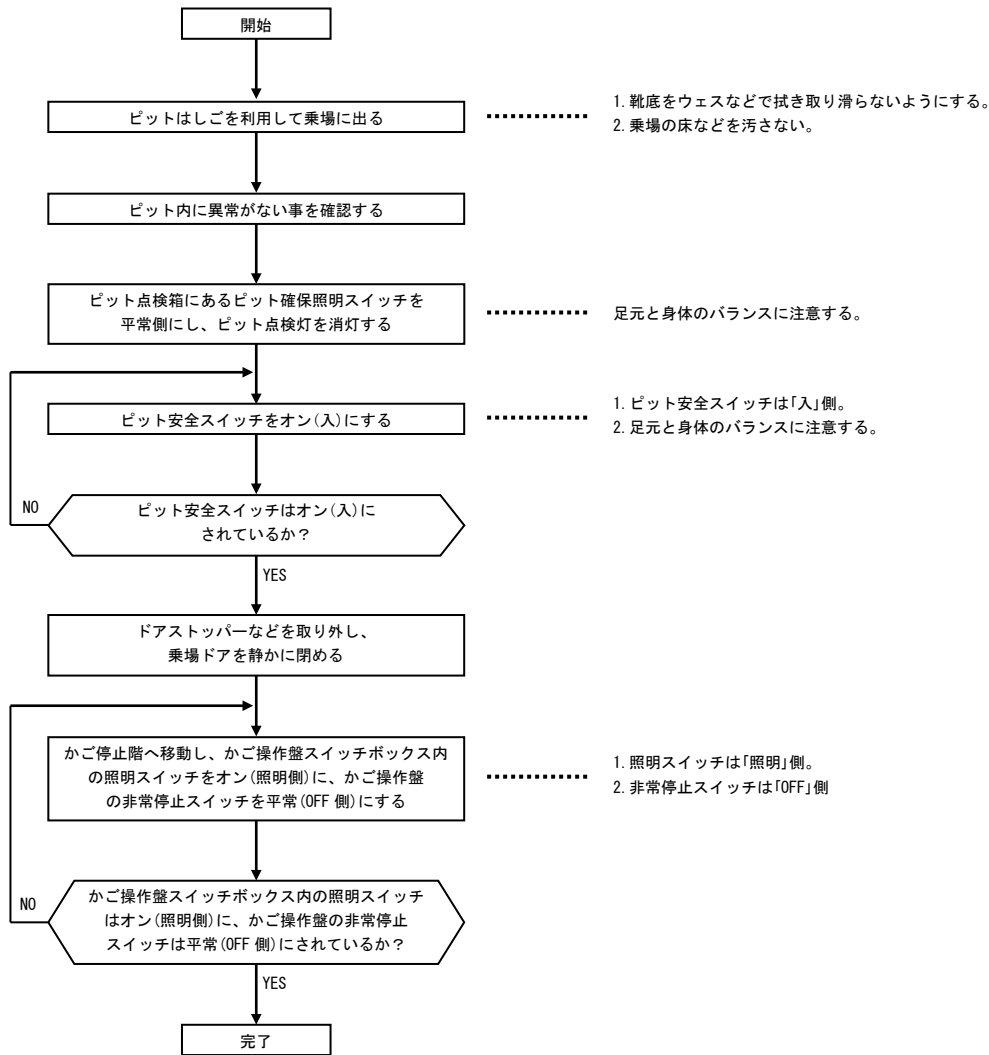 開始
ピットはしごを利用して乗場に出る
1. 靴底をウェスなどで拭き取り滑らないようにする。
2. 乗場の床などを汚さない。
ピット内に異常がない事を確認する
ピット点検箱にあるピット確保照明スイッチを
平常側にし、ピット点検灯を消灯する
足元と身体のバランスに注意する。
ピット安全スイッチをオン(入)にする
1. ピット安全スイッチは｢入｣側。
2. 足元と身体のバランスに注意する。
NO
ピット安全スイッチはオン(入)に
されているか？
YES
ドアストッパーなどを取り外し、
乗場ドアを静かに閉める
かご停止階へ移動し、かご操作盤スイッチボックス内
の照明スイッチをオン(照明側)に、かご操作盤
の非常停止スイッチを平常(OFF 側)にする
1. 照明スイッチは｢照明｣側。
2. 非常停止スイッチは｢OFF｣側
NO
かご操作盤スイッチボックス内の照明スイッチ
はオン(照明側)に、かご操作盤の非常停止
スイッチは平常(OFF 側)にされているか？
YES
完了